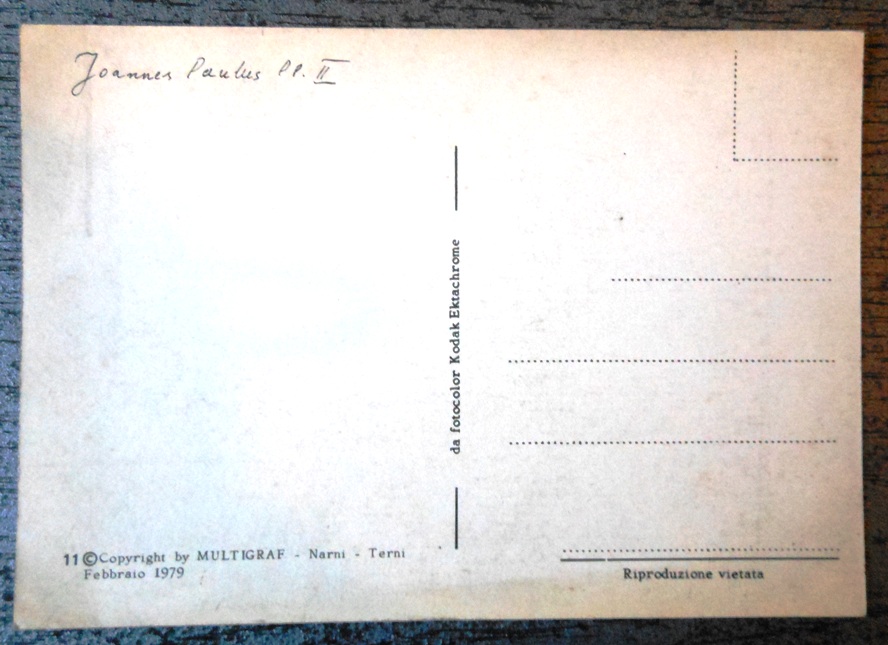 Joannes Paulus PP. II
da fotocolor Kodak Ektachrome
11 ©Copyright by MULTIGRAF - Narni - Terni
Febbraio 1979
Riproduzione vietata